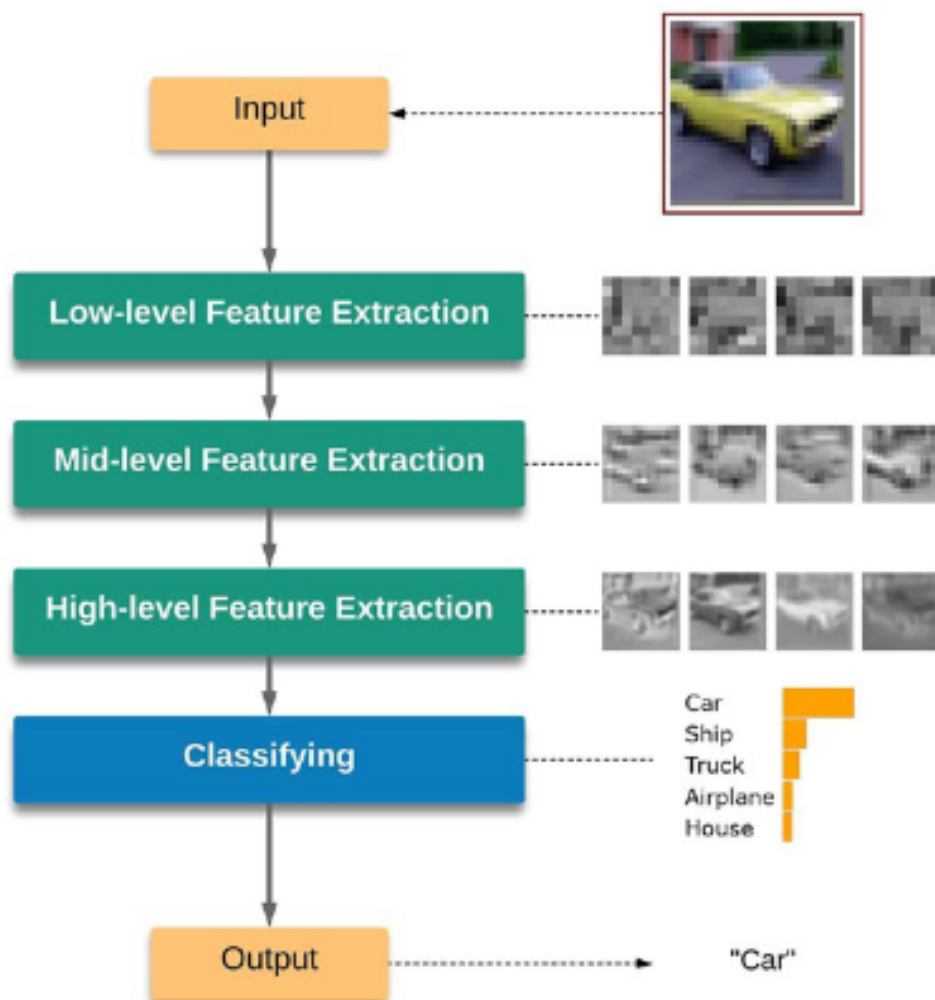 Input
Low-level Feature Extraction
Mid-level Feature Extraction
High-level Feature Extraction
Classifying
Car
Ship
Truck
Airplane
House
Output
"Car"